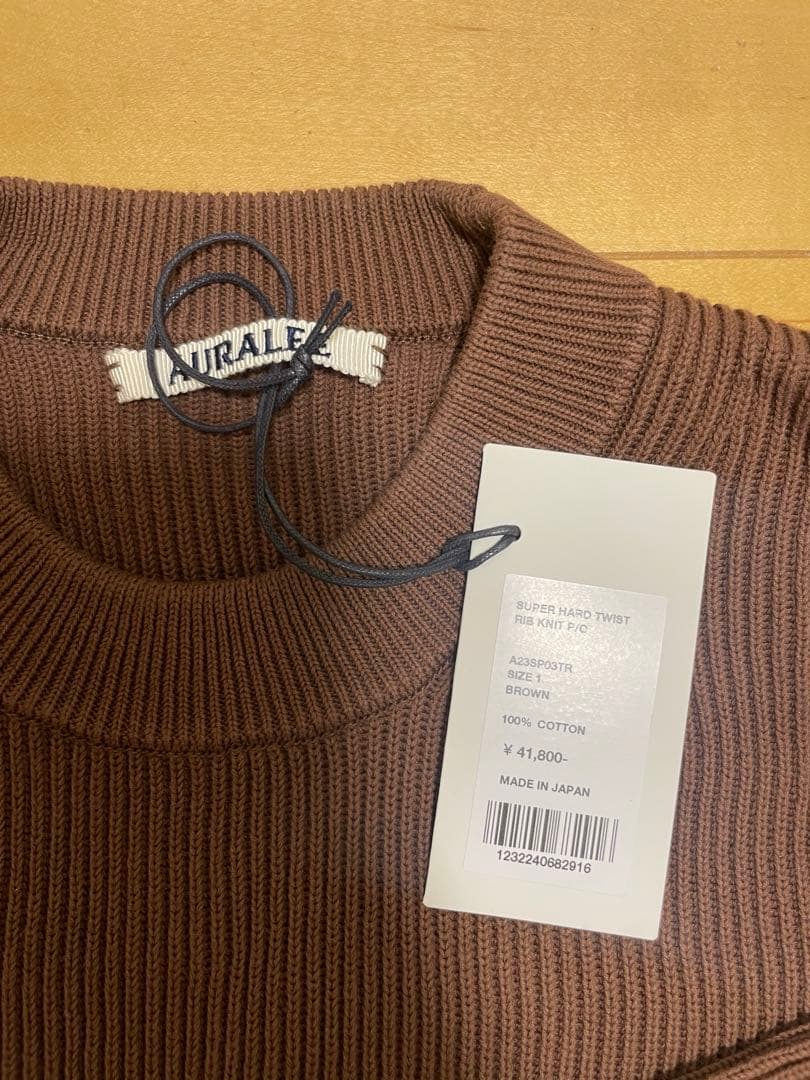 AURALEE
SUPER HARD TWIST
RIB KNIT P/O
A23SP03TR
SIZE 1
BROWN
100% COTTON
¥ 41,800-
MADE IN JAPAN
1232240682916